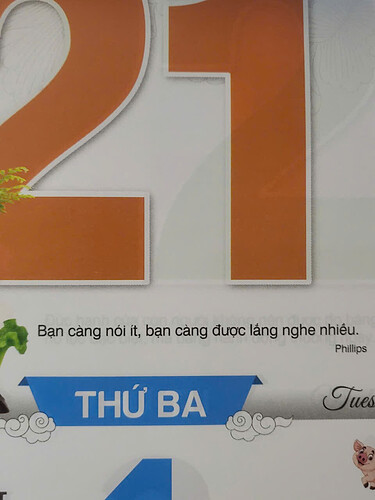 21
Bạn càng nói ít, bạn càng được lắng nghe nhiều.
Phillips
THỨ BA
Tues